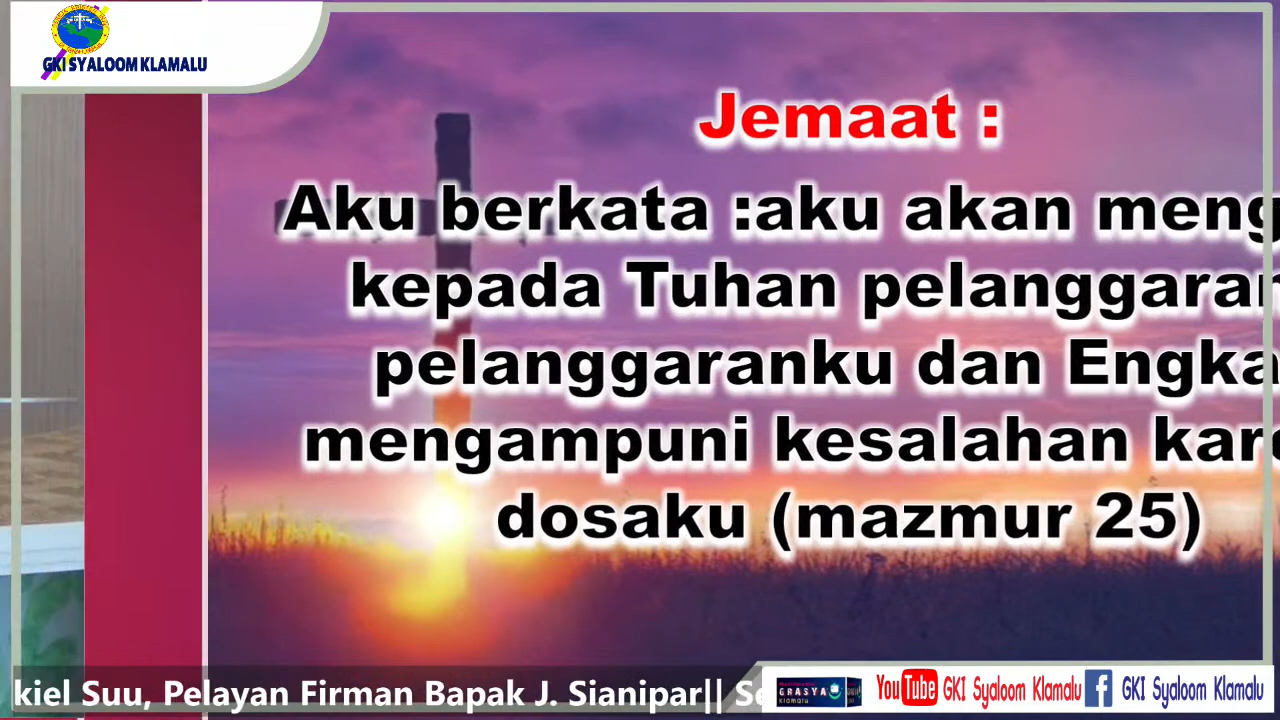 GKI SYALOOM KLAMALU
Jemaat :
Aku berkata :aku akan meng
kepada Tuhan pelanggaran
pelanggaranku dan Engka
mengampuni kesalahan kar
dosaku (mazmur 25)
kiel Suu, Pelayan Firman Bapak J. Sianipar|| Se
GRASYA
Klamalu
YouTube GKI Syaloom Klamalu f GKI Syaloom Klamalu